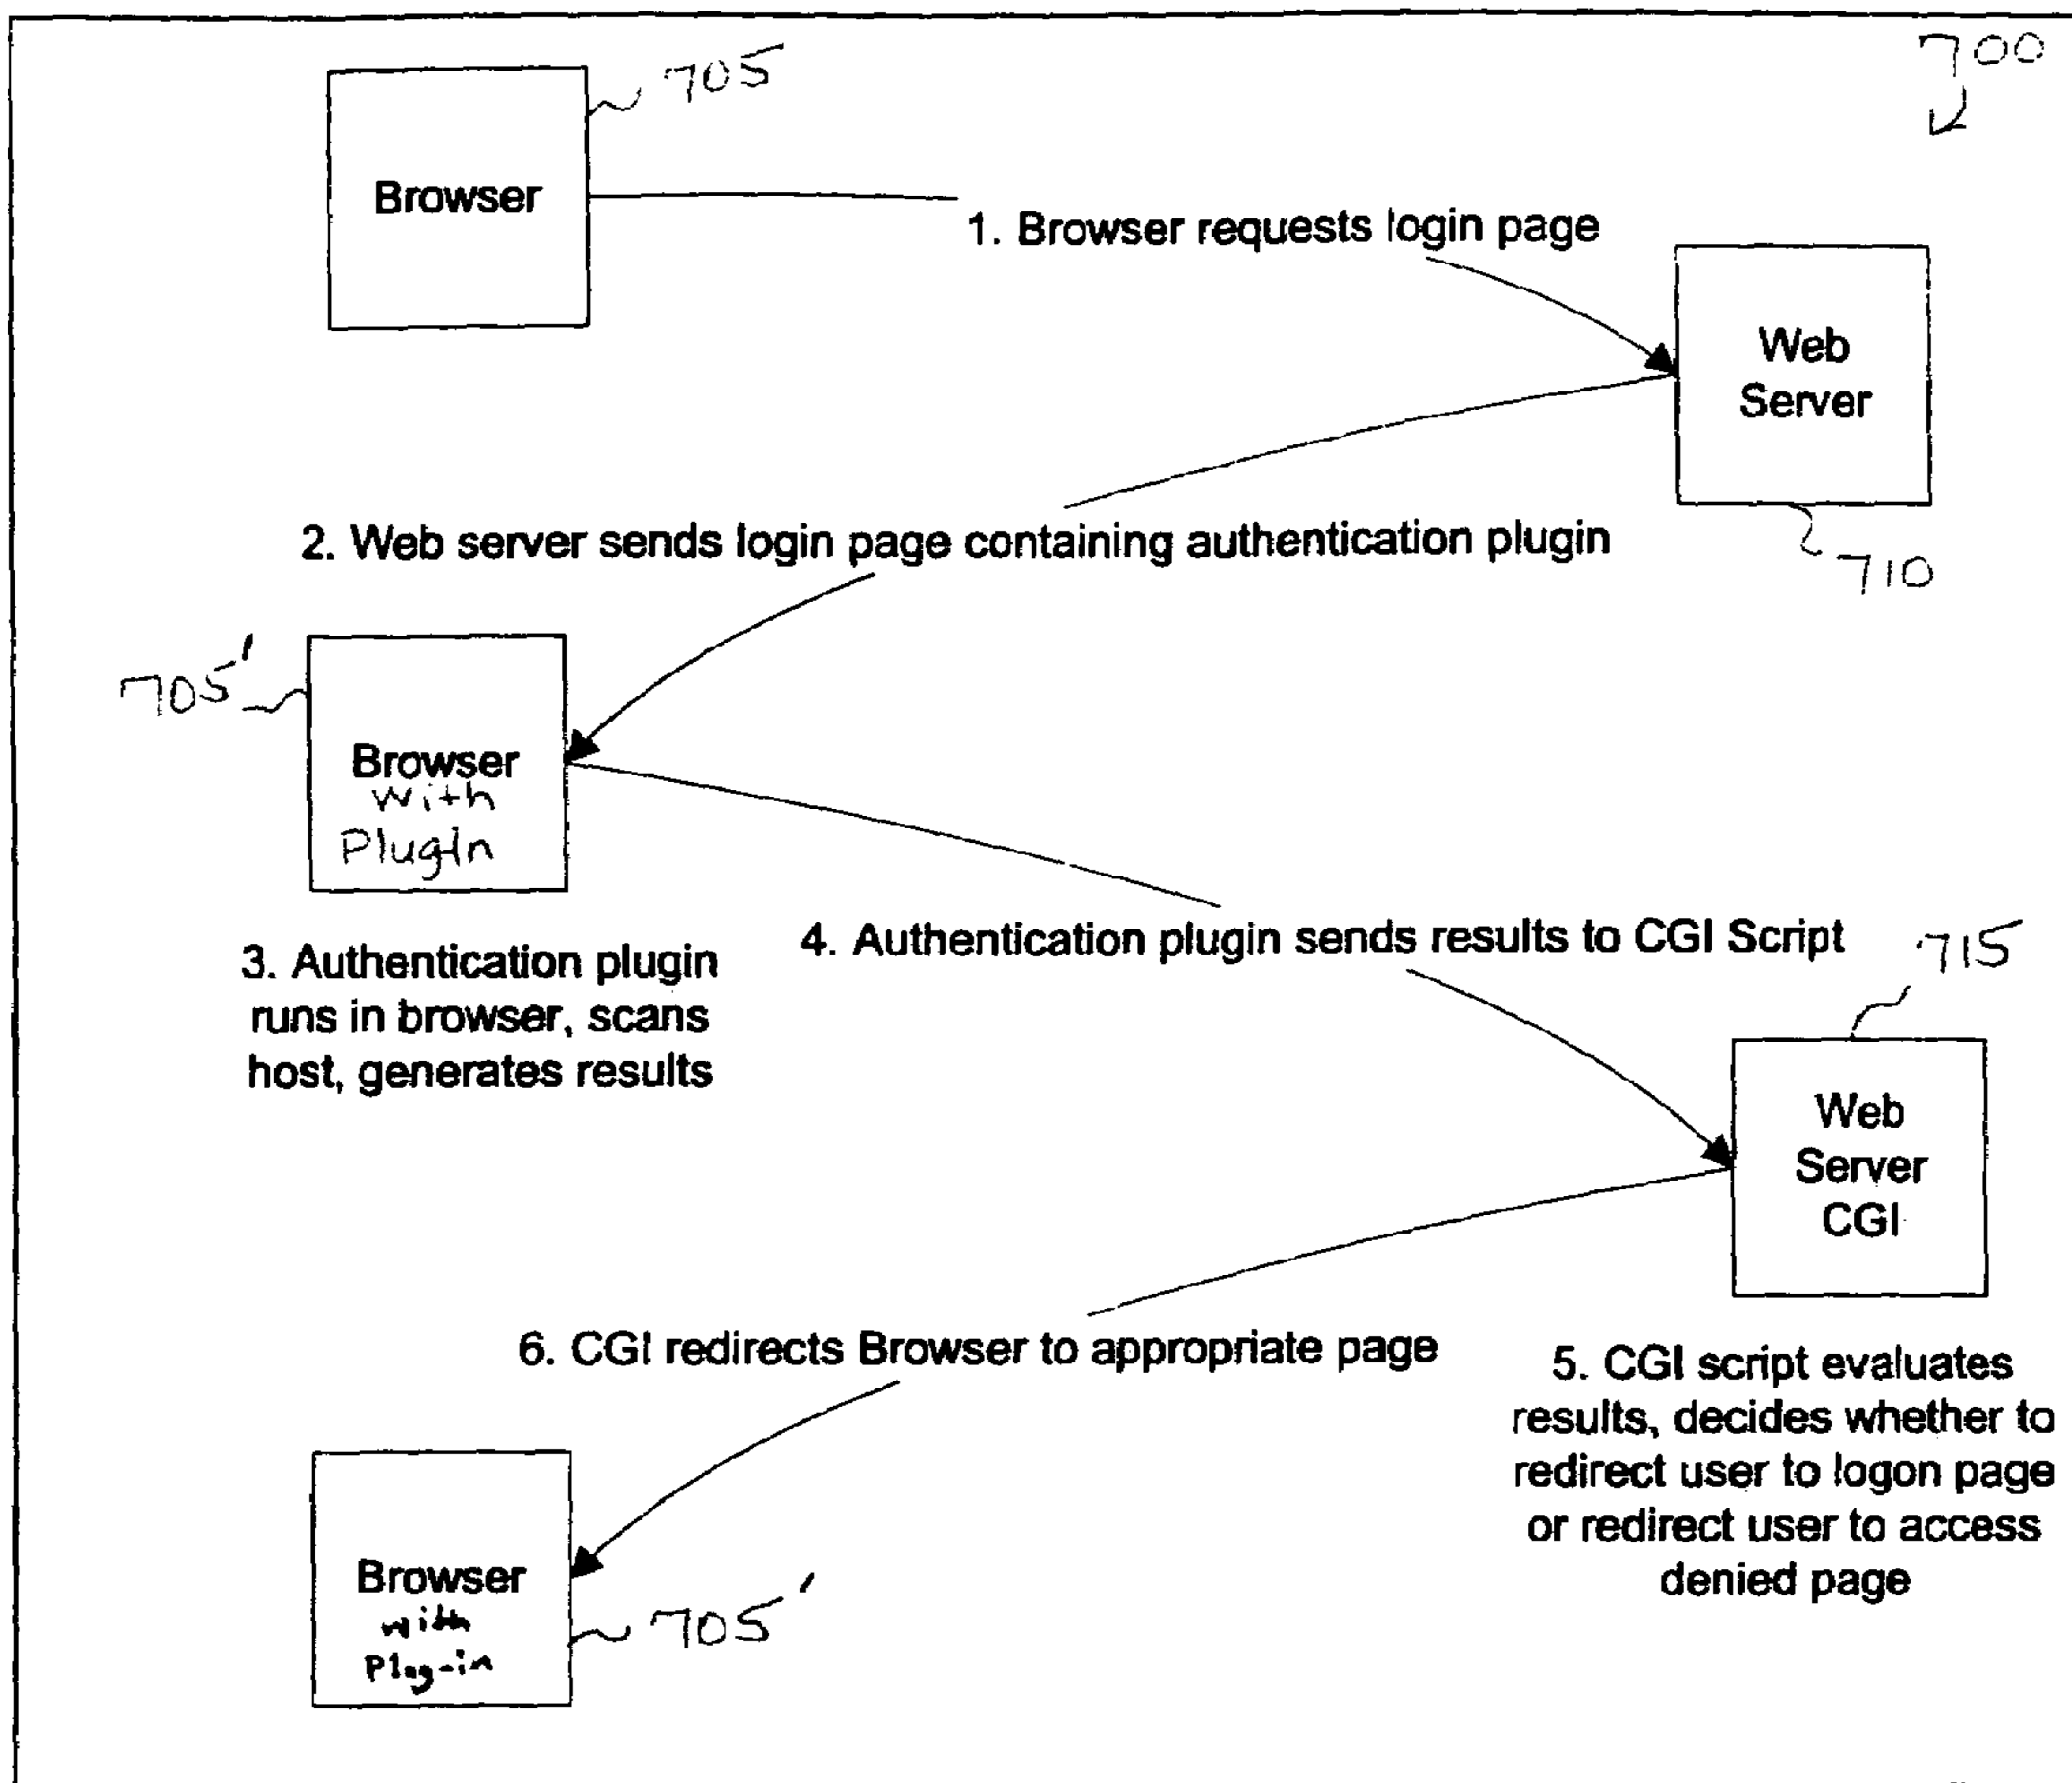 700
705
Browser
1. Browser requests login page
Web
Server
710
2. Web server sends login page containing authentication plugin
705'
Browser
with
Plugin
3. Authentication plugin
runs in browser, scans
host, generates results
4. Authentication plugin sends results to CGI Script
715
Web
Server
CGI
6. CGI redirects Browser to appropriate page
5. CGI script evaluates
results, decides whether to
redirect user to logon page
or redirect user to access
denied page
Browser
with
Plug-in
705'